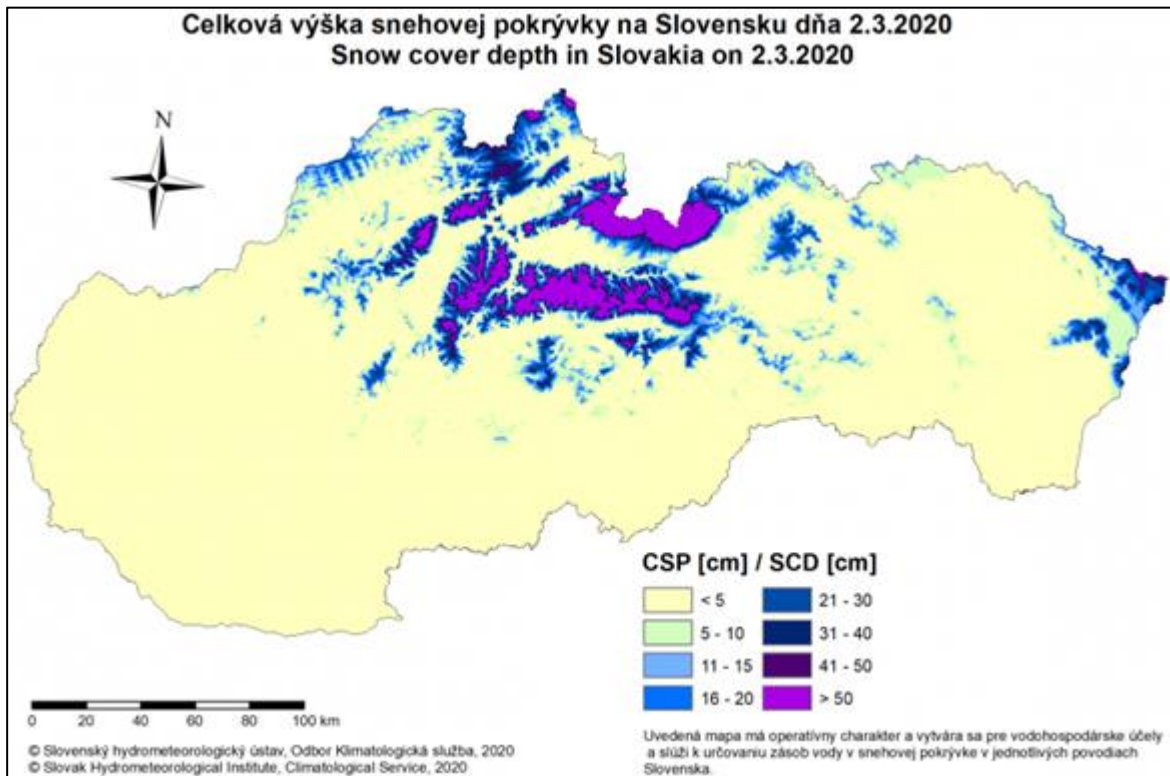 Celková výška snehovej pokrývky na Slovensku dňa 2.3.2020
Snow cover depth in Slovakia on 2.3.2020
N
CSP [cm] / SCD [cm]
< 5
5 - 10
11 - 15
16 - 20
21 - 30
31 - 40
41 - 50
> 50
0 20 40 60 80 100 km
© Slovenský hydrometeorologický ústav, Odbor Klimatologická služba, 2020
© Slovak Hydrometeorological Institute, Climatological Service, 2020
Uvedená mapa má operatívny charakter a vytvára sa pre vodohospodárske účely
a slúži k určovaniu zásob vody v snehovej pokrývke v jednotlivých povodiach
Slovenska.